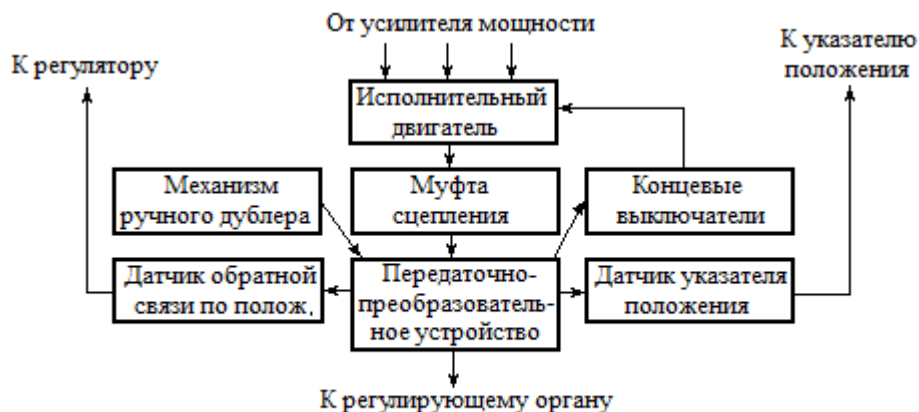 От усилителя мощности
К указателю
положения
К регулятору
Исполнительный
двигатель
Механизм
ручного дублера
Муфта
сцепления
Концевые
выключатели
Датчик обратной
связи по полож.
Передаточно-
преобразователь-
ное устройство
Датчик указателя
положения
К регулирующему органу